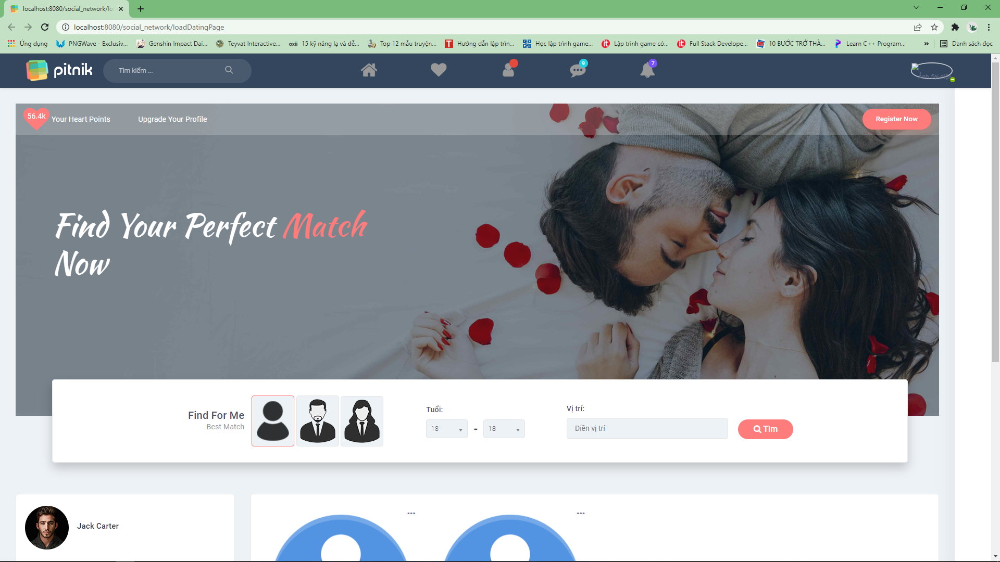 localhost:8080/social_network/lo
localhost:8080/social_network/loadDatingPage
Ứng dụng
PNGWave - Exclusiv...
Genshin Impact Dai...
Teyvat Interactive...
oxii
15 kỹ năng lạ và dễ...
Top 12 mẫu truyện...
Hướng dẫn lập trìn...
Học lập trình game...
Lập trình game có...
Full Stack Develope...
10 BƯỚC TRỞ THÀ...
Learn C++ Program...
»
Danh sách đọc
pitnik
Tìm kiếm ...
9
7
Ảnh đại diện
56.4k
Your Heart Points
Upgrade Your Profile
Register Now
Find Your Perfect Match
Now
Find For Me
Best Match
Tuổi:
18
-
18
Vị trí:
Điền vị trí
Tìm
Jack Carter